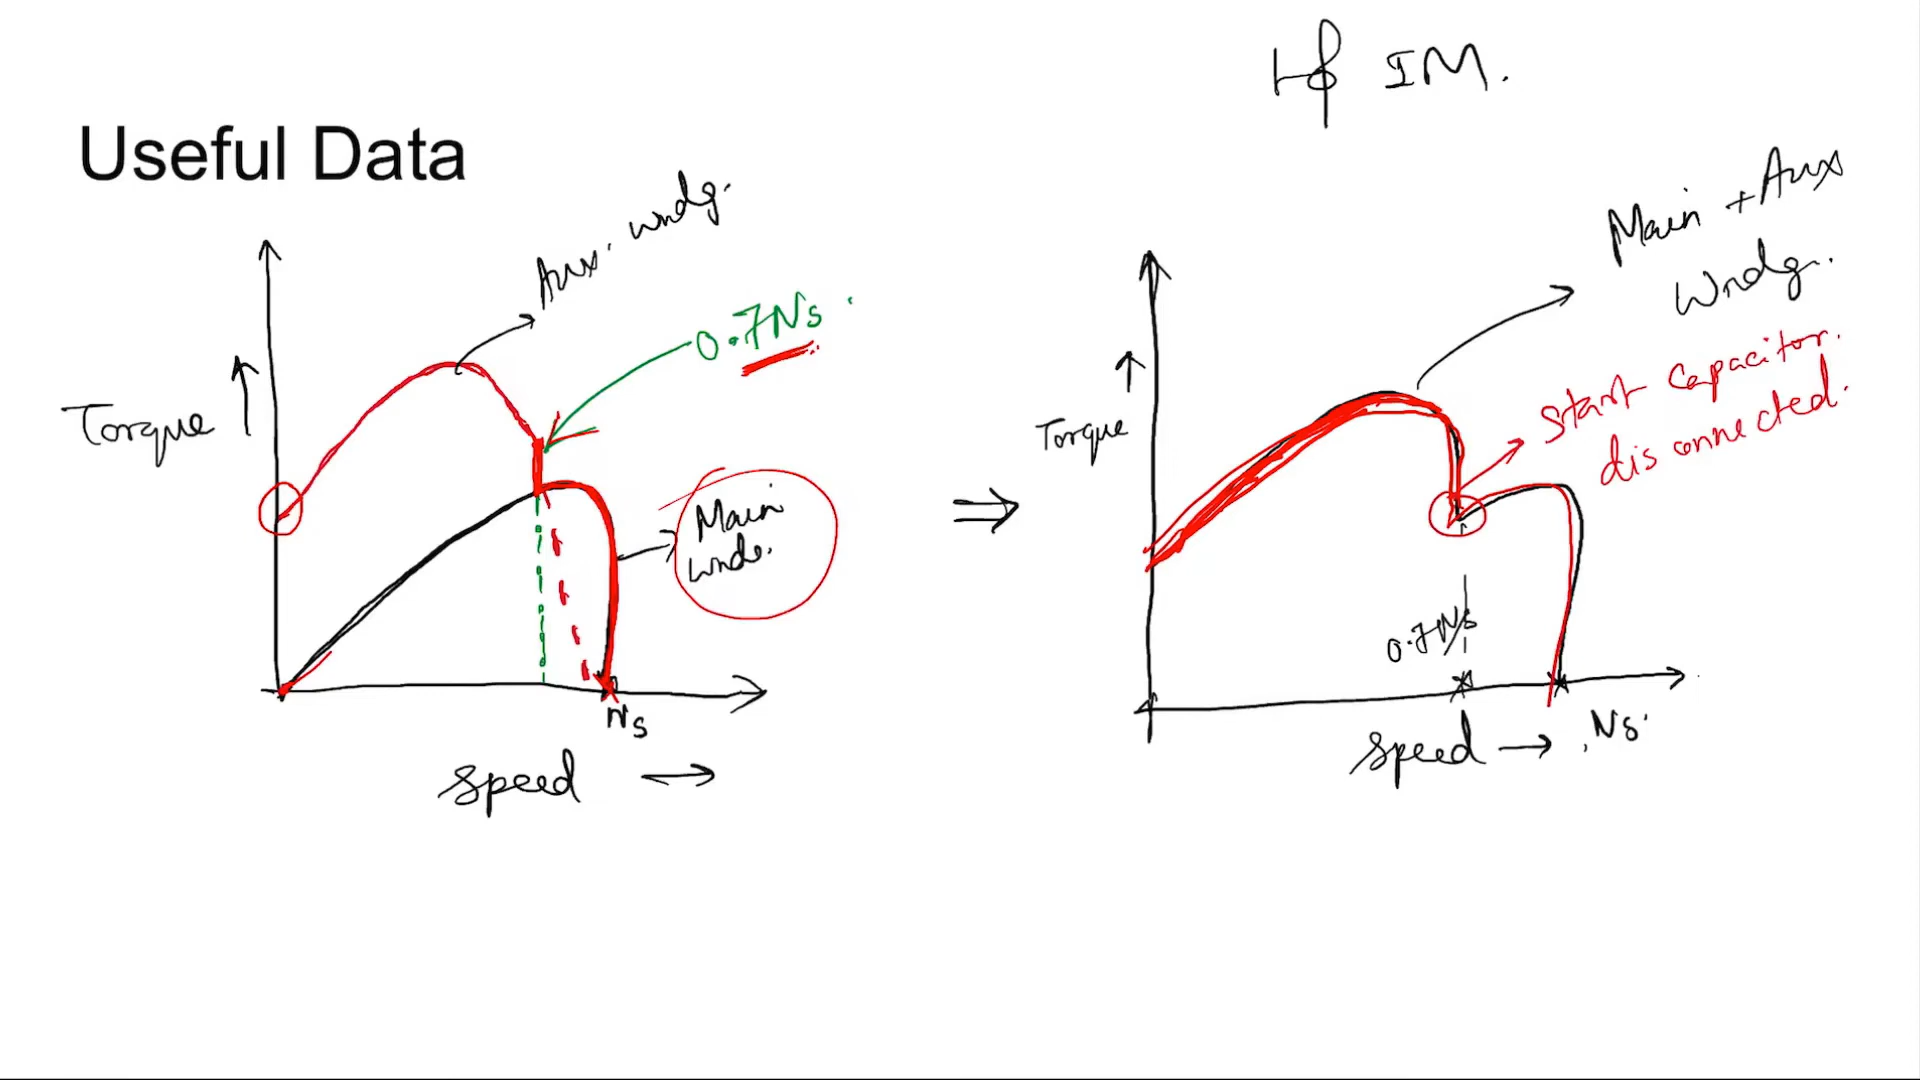 1-ϕ IM.
Useful Data
Aux. wndg.
0.7Ns
Torque
Main
wndg.
Ns
speed
Main + Aux
Wndg.
Start Capacitor
disconnected.
Torque
0.7Ns
Ns
speed